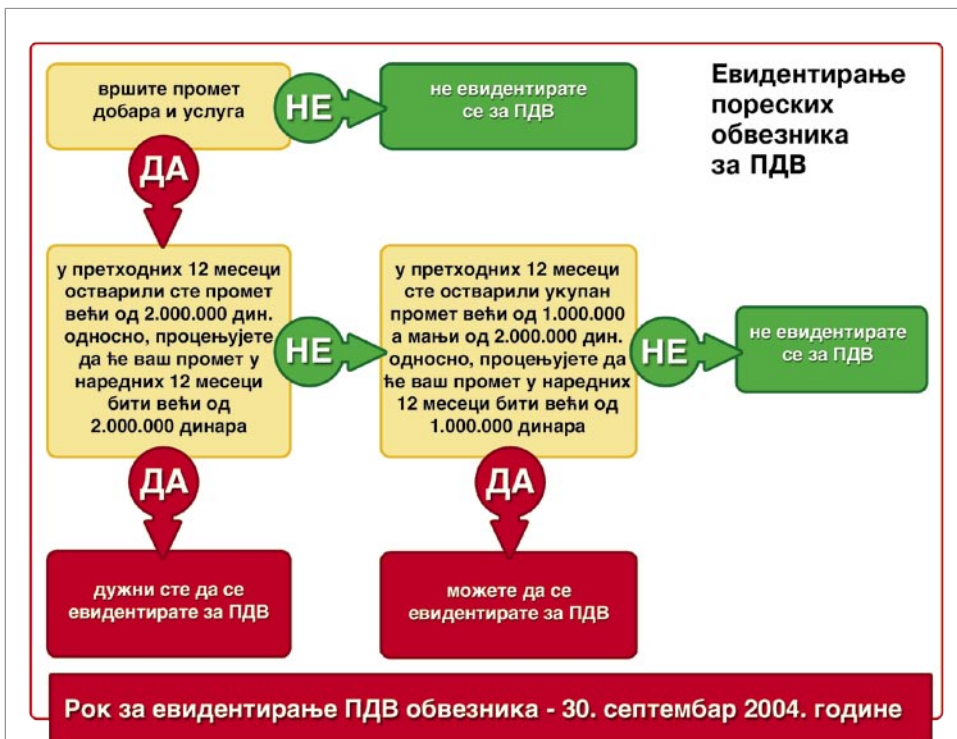 вршите промет
добара и услуга
НЕ
не евидентирате
се за ПДВ
Евидентирање
пореских
обвезника
за ПДВ
ДА
у претходних 12 месеци
остварили сте промет
већи од 2.000.000 дин.
односно, процењујете
да ће ваш промет у
наредних 12 месеци
бити већи од
2.000.000 динара
НЕ
у претходних 12 месеци
сте остварили укупан
промет већи од 1.000.000
а мањи од 2.000.000 дин.
односно, процењујете да
ће ваш промет у наредних
12 месеци бити већи од
1.000.000 динара
НЕ
не евидентирате
се за ПДВ
ДА
ДА
дужни сте да се
евидентирате за ПДВ
можете да се
евидентирате за ПДВ
Рок за евидентирање ПДВ обвезника - 30. септембар 2004. године